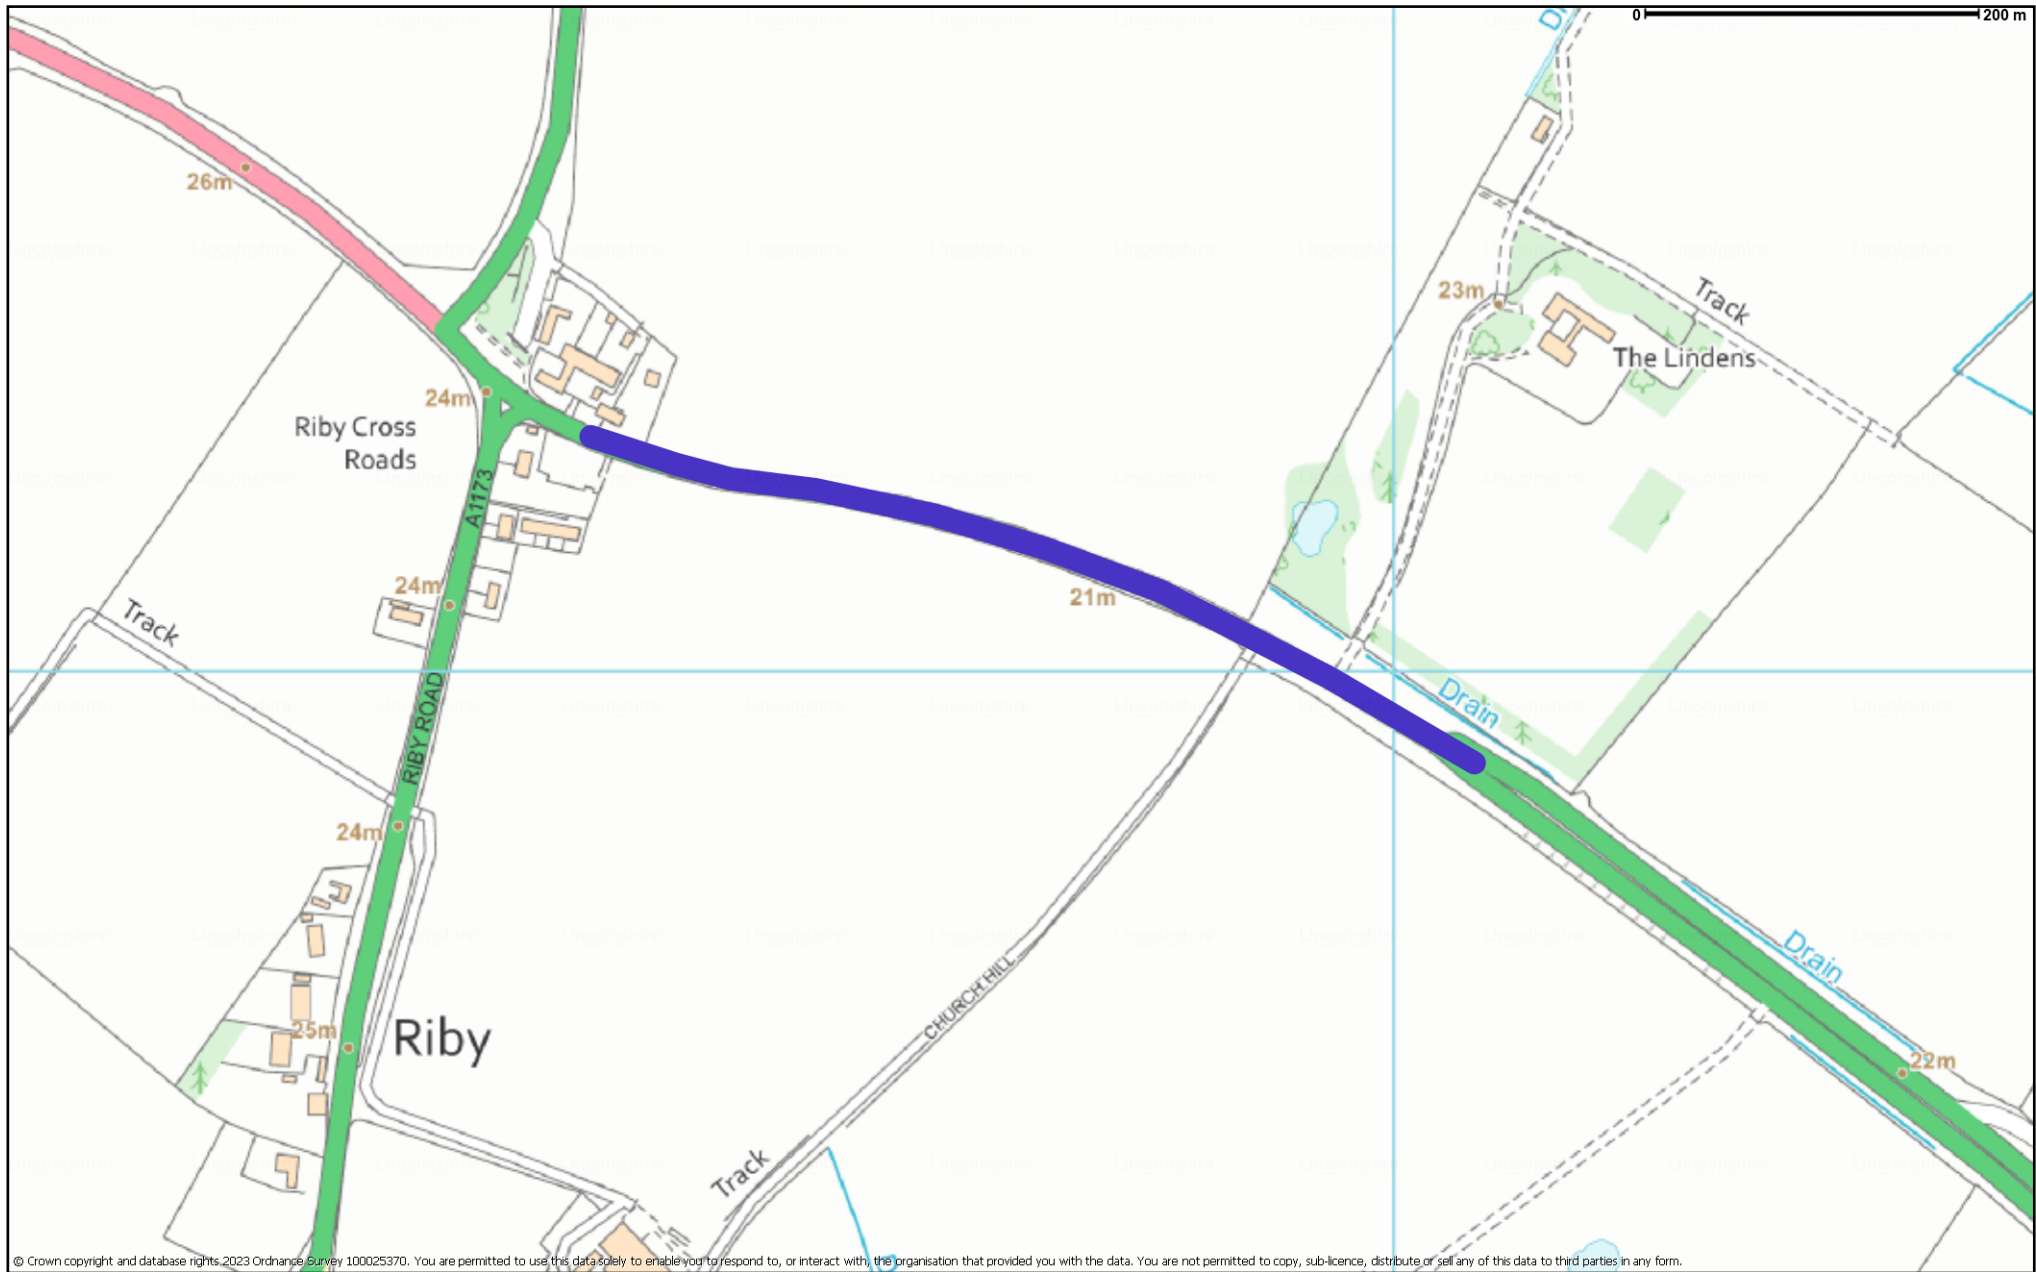 0 200 m
26m
23m
Track
The Lindens
24m
Riby Cross
Roads
A1173
24m
21m
Track
RIBY ROAD
Drain
24m
Drain
CHURCH HILL
25m
Riby
22m
Track
© Crown copyright and database rights 2023 Ordnance Survey 100025370. You are permitted to use this data solely to enable you to respond to, or interact with, the organisation that provided you with the data. You are not permitted to copy, sub-licence, distribute or sell any of this data to third parties in any form.